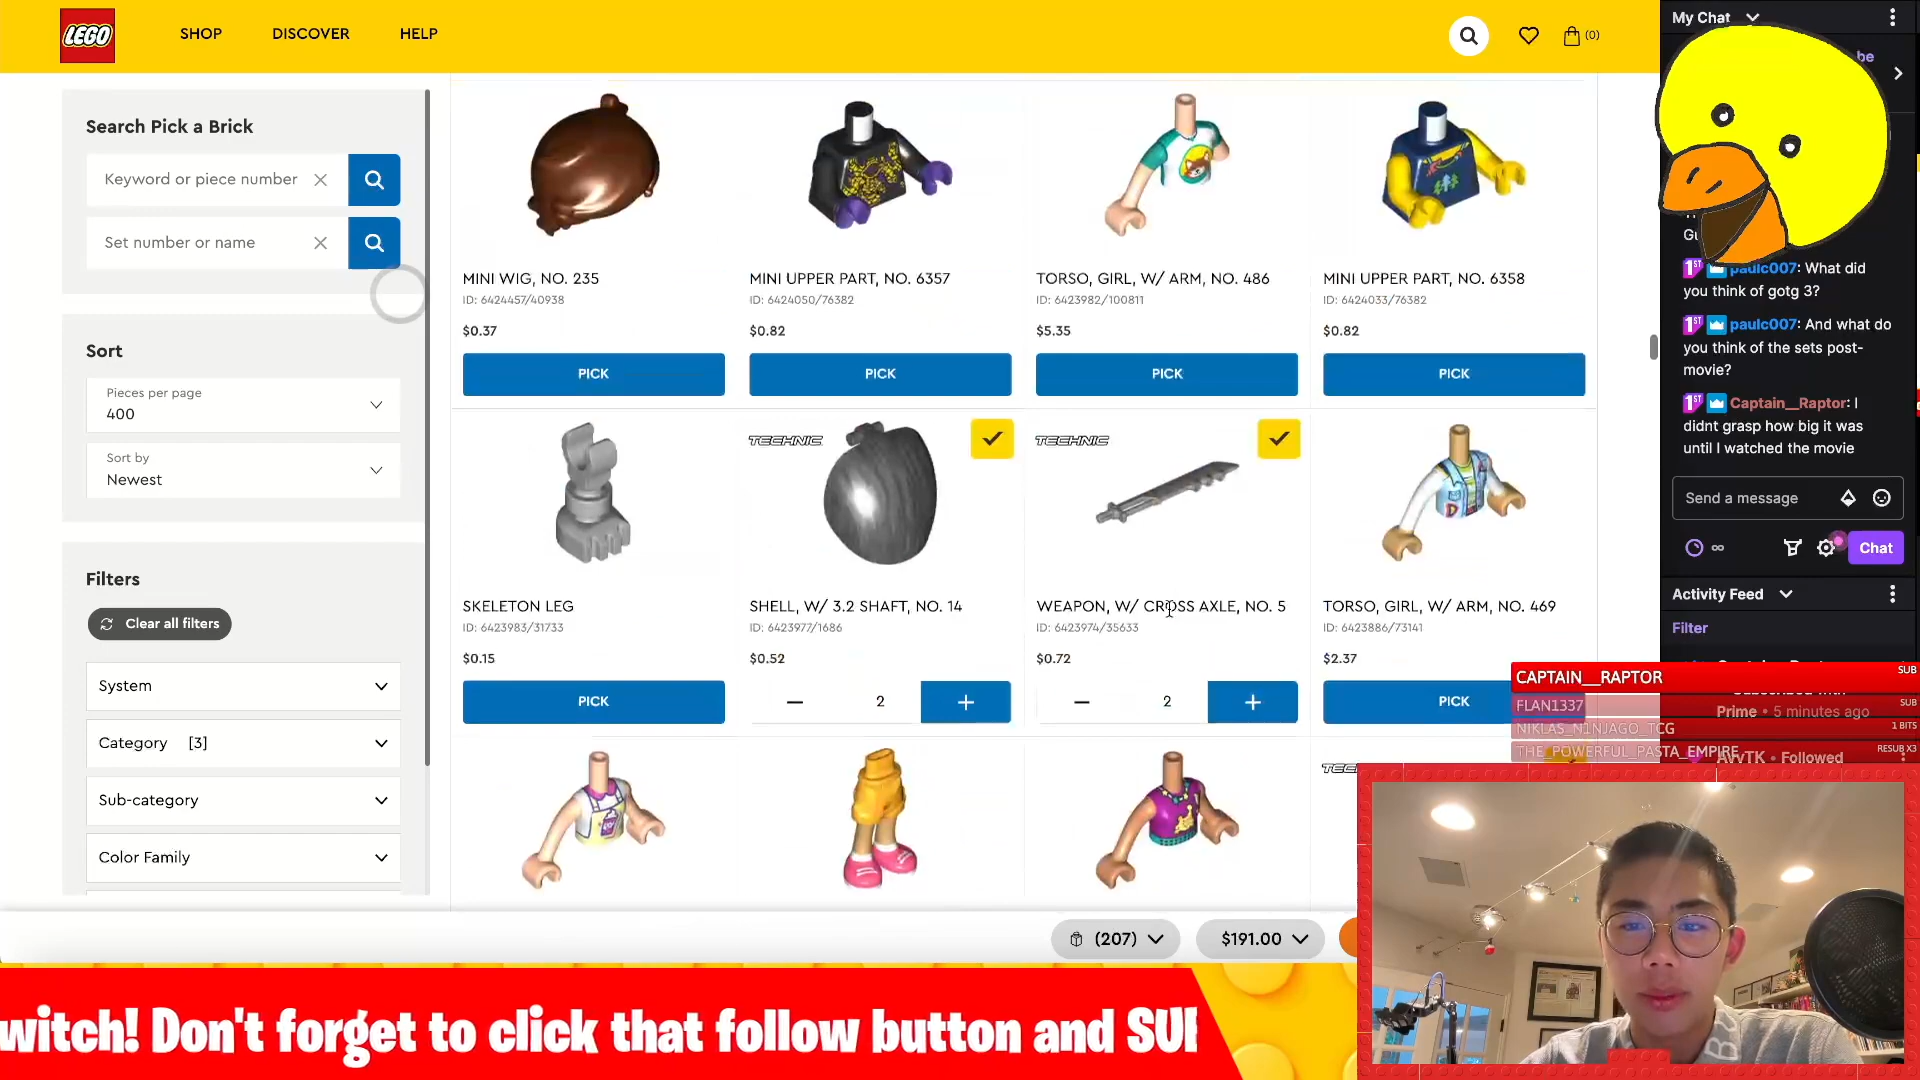 LEGO
SHOP
DISCOVER
HELP
(0)
Search Pick a Brick
Keyword or piece number
Set number or name
Sort
Pieces per page
400
Sort by
Newest
Filters
Clear all filters
System
Category [3]
Sub-category
Color Family
MINI WIG, NO. 235
ID: 6424457/40938
$0.37
PICK
MINI UPPER PART, NO. 6357
ID: 6424050/76382
$0.82
PICK
TORSO, GIRL, W/ ARM, NO. 486
ID: 6423982/100811
$5.35
PICK
MINI UPPER PART, NO. 6358
ID: 6424033/76382
$0.82
PICK
SKELETON LEG
ID: 6423983/31733
$0.15
PICK
TECHNIC
SHELL, W/ 3.2 SHAFT, NO. 14
ID: 6423977/1686
$0.52
2
TECHNIC
WEAPON, W/ CROSS AXLE, NO. 5
ID: 6423974/35633
$0.72
2
TORSO, GIRL, W/ ARM, NO. 469
ID: 6423886/73141
$2.37
PICK
(207)
$191.00
My Chat
be
1ST paulc007: What did
you think of gotg 3?
1ST paulc007: And what do
you think of the sets post-
movie?
1ST Captain__Raptor: I
didnt grasp how big it was
until I watched the movie
Send a message
∞
Chat
Activity Feed
Filter
CAPTAIN__RAPTOR SUB
FLAN1337 SUB
Prime • 5 minutes ago
NIKLAS_N1NJAGO_TCG 1 BITS
THE_POWERFUL_PASTA_EMPIRE RESUB X3
AvyTK • Followed
witch! Don't forget to click that follow button and SUB